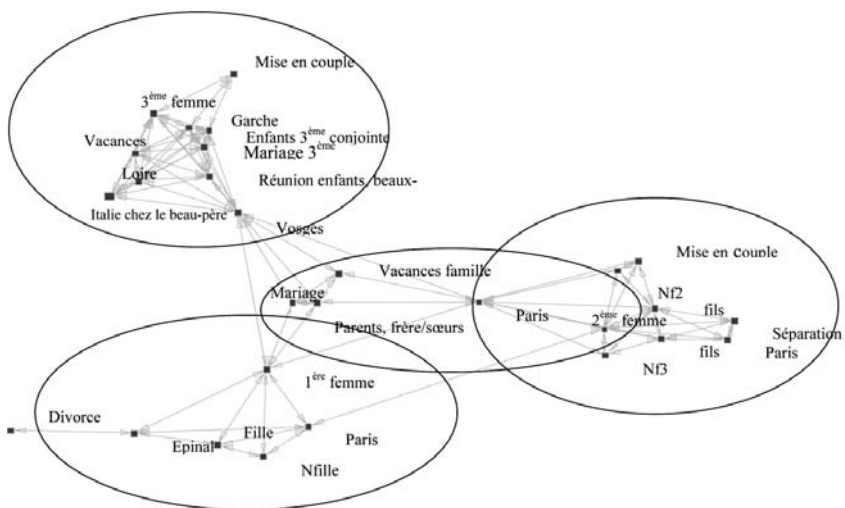 Mise en couple
3ème femme
Garche
Enfants 3ème conjointe
Vacances
Mariage 3ème
Loire
Réunion enfants, beaux-
Italie chez le beau-père
Vosges
Mise en couple
Vacances famille
Mariage
Nf2
Paris
fils
2ème femme
Parents, frère/sœurs
Séparation
fils
Paris
Nf3
1ère femme
Divorce
Fille
Epinal
Paris
Nfille